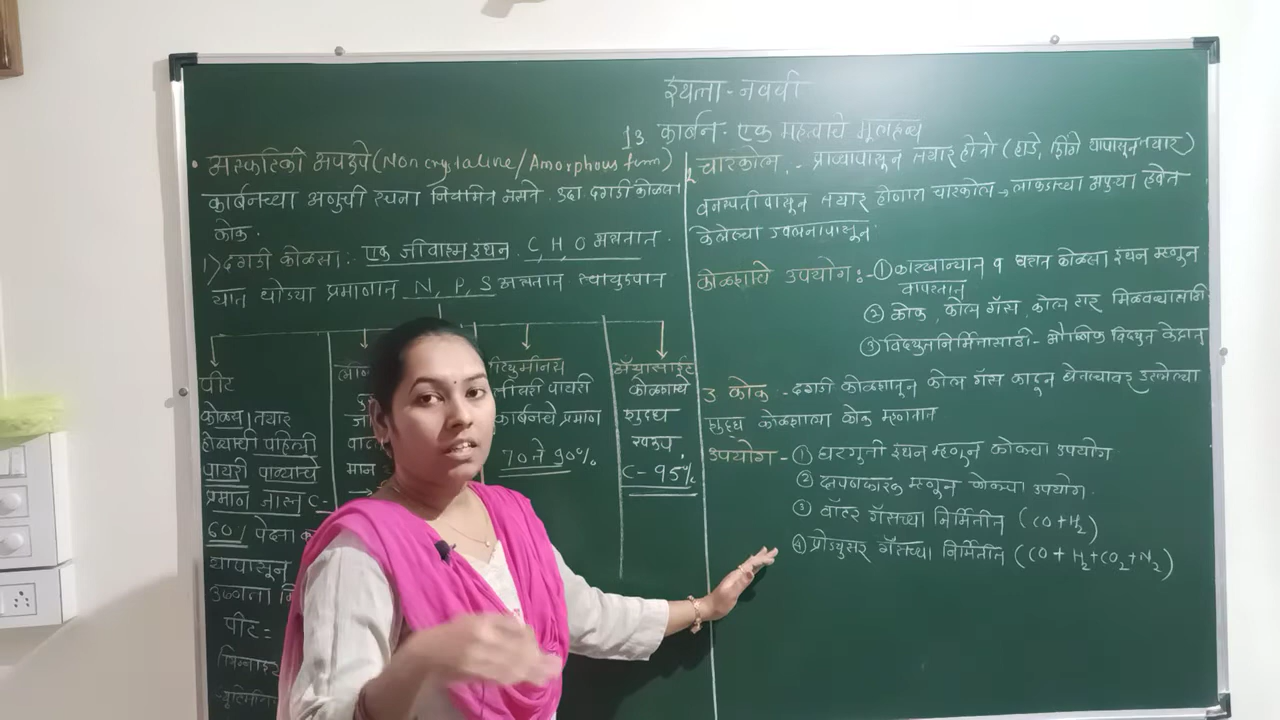 इयत्ता - नववी
13 कार्बन - एक महत्वाचे मूलद्रव्य
• अस्फटिकी अपरूपे (Non crystaline/Amorphous form)
कार्बनच्या अणुची रचना नियमित नसते. उदा. दगडी कोळसा
कोक.
1) दगडी कोळसा :- एक जीवाश्म इंधन. C, H, O असतात.
यात थोड्या प्रमाणात N, P, S असतात
पीट
कोळसा तयार
होण्याची पहिली
पायरी पाण्याचे
प्रमाण जास्त C-
60% पेक्षा क
यापासून
उष्णता
पीट =
बिट्युमीनस
तीसरी पायरी
कार्बनचे प्रमाण
70 ते 90%
अँथ्रासाईट
कोळशाचे
शुद्ध
स्वरूप.
C - 95%
2 चारकोल :- प्राण्यापासून तयार होतो (हाडे, शिंगे यापासून तयार)
वनस्पतीपासून तयार होणारा चारकोल → लाकडाच्या अपुऱ्या हवेत
केलेल्या ज्वलनापासून
कोळशाचे उपयोग :- ① कारखान्यात व घरात कोळसा इंधन म्हणून
वापरतात
② कोक, कोल गॅस, कोल टार मिळवण्यासाठी
③ विद्युतनिर्मितीसाठी - औष्णिक विद्युत केंद्रात
3 कोक :- दगडी कोळशातून कोल गॅस काढून घेतल्यावर उरलेल्या
शुद्ध कोळशाला कोक म्हणतात
उपयोग - ① घरगुती इंधन म्हणून कोकचा उपयोग
② क्षपणकारक म्हणून कोकचा उपयोग.
③ वॉटर गॅसच्या निर्मितीत (CO + H₂)
④ प्रोड्युसर गॅसच्या निर्मितीत (CO + H₂ + CO₂ + N₂)